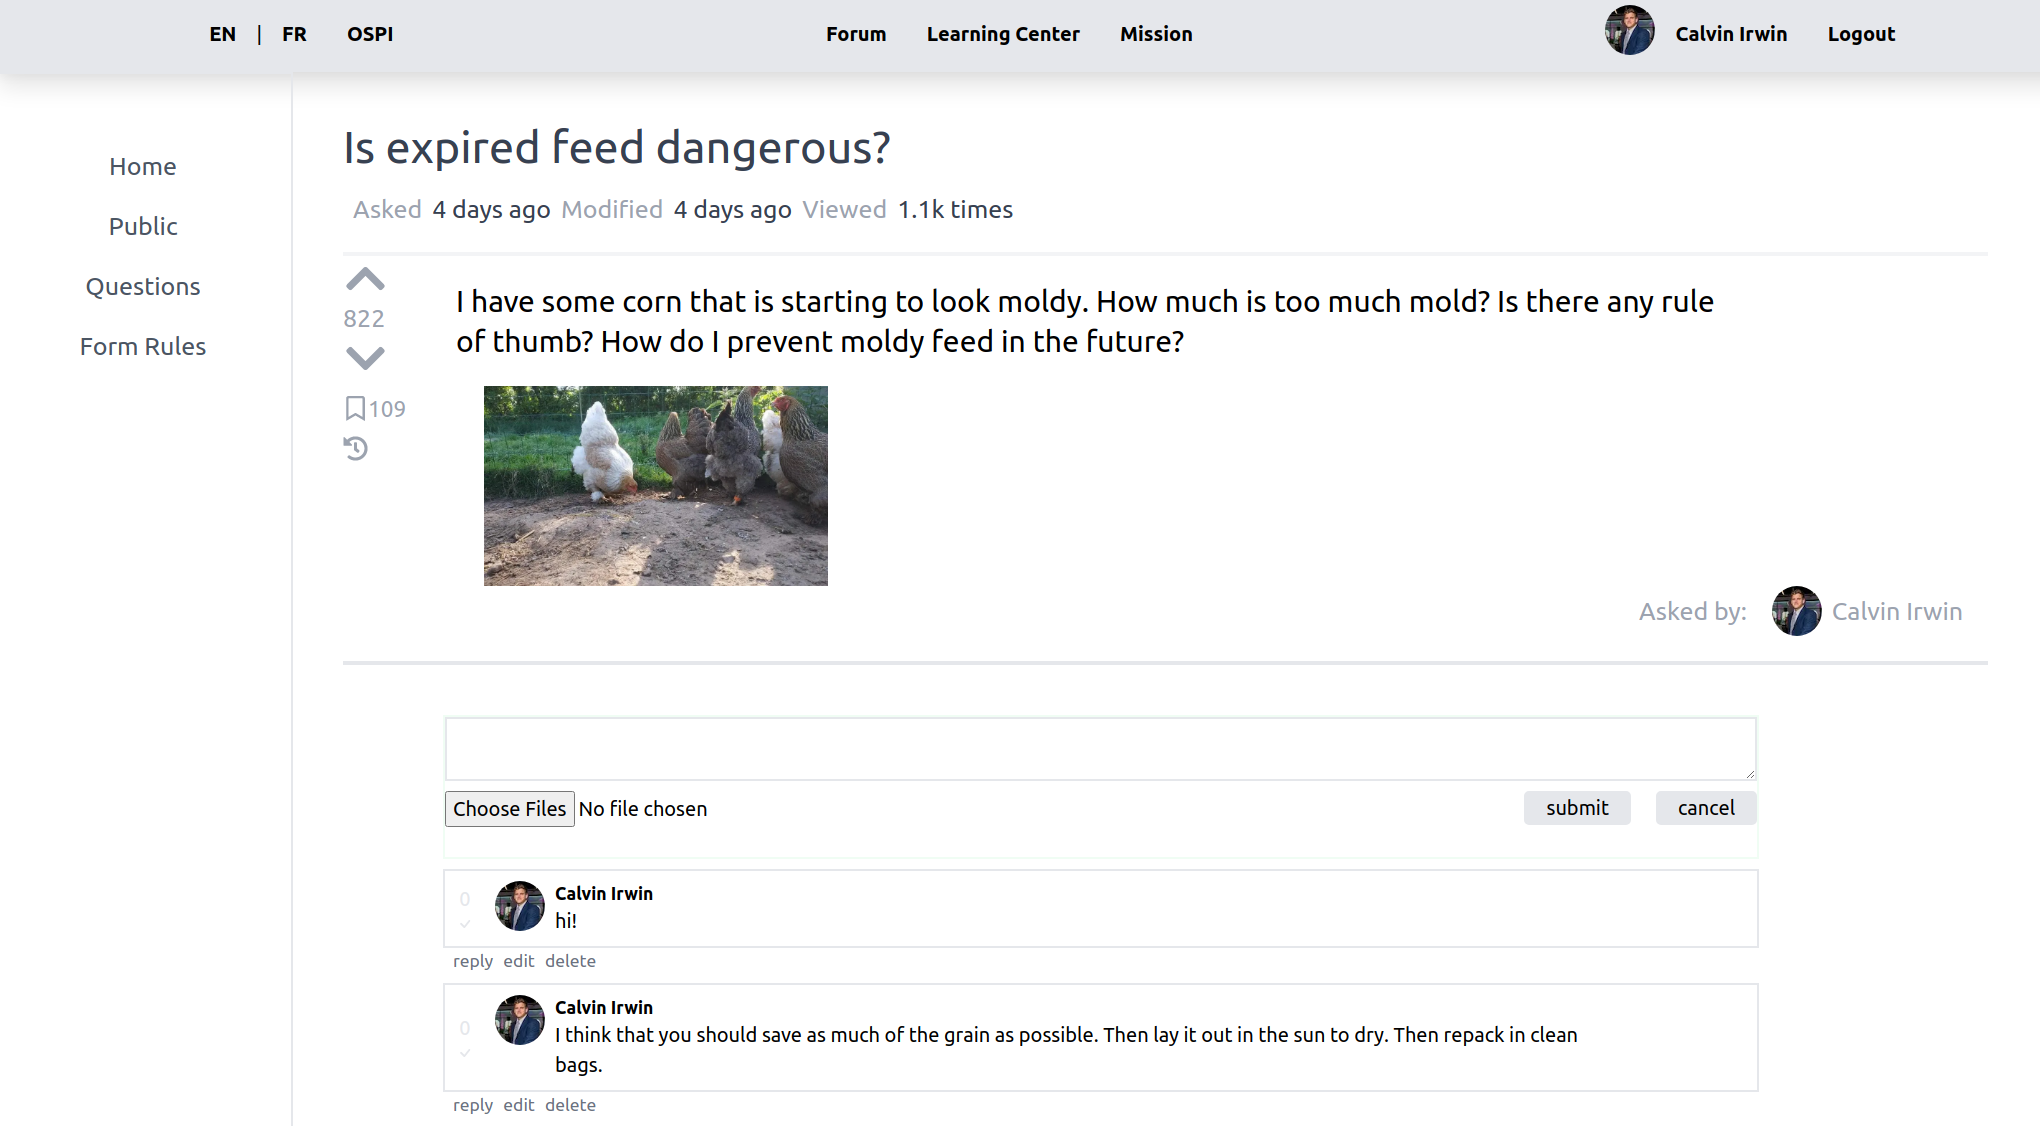 EN | FR OSPI Forum Learning Center Mission Calvin Irwin Logout
Home
Public
Questions
Form Rules
Is expired feed dangerous?
Asked 4 days ago Modified 4 days ago Viewed 1.1k times
822
109
I have some corn that is starting to look moldy. How much is too much mold? Is there any rule
of thumb? How do I prevent moldy feed in the future?
Asked by: Calvin Irwin
Choose Files No file chosen submit cancel
0
Calvin Irwin
hi!
reply edit delete
0
Calvin Irwin
I think that you should save as much of the grain as possible. Then lay it out in the sun to dry. Then repack in clean
bags.
reply edit delete